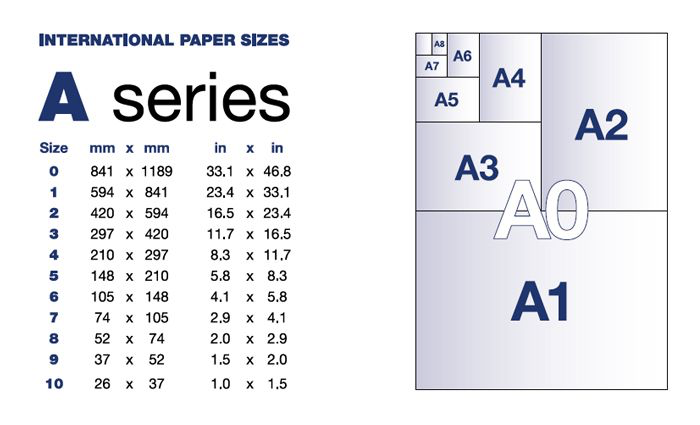 INTERNATIONAL PAPER SIZES
A series
Size mm x mm in x in
0 841 x 1189 33.1 x 46.8
1 594 x 841 23.4 x 33.1
2 420 x 594 16.5 x 23.4
3 297 x 420 11.7 x 16.5
4 210 x 297 8.3 x 11.7
5 148 x 210 5.8 x 8.3
6 105 x 148 4.1 x 5.8
7 74 x 105 2.9 x 4.1
8 52 x 74 2.0 x 2.9
9 37 x 52 1.5 x 2.0
10 26 x 37 1.0 x 1.5
A8
A6
A7
A4
A5
A2
A3
A0
A1